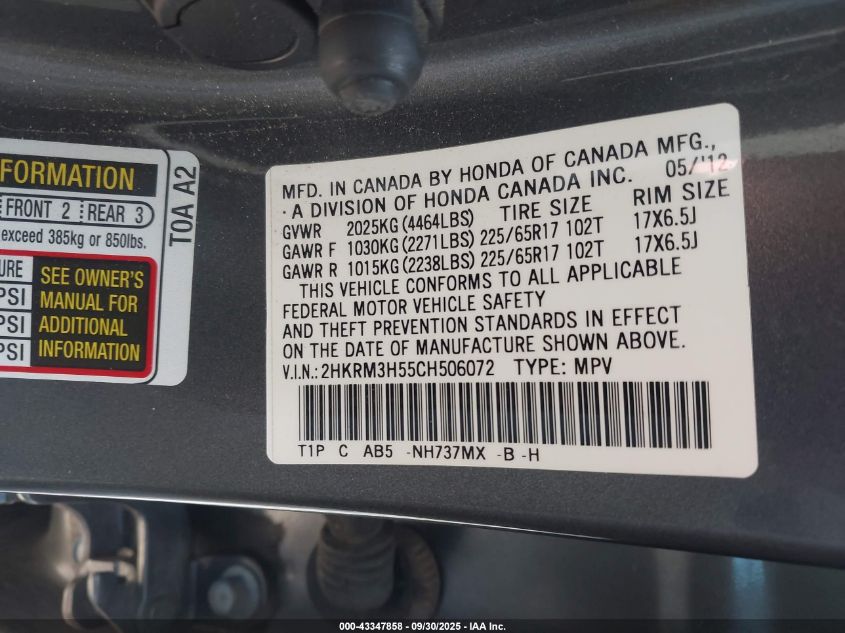 FORMATION
FRONT 2 REAR 3
exceed 385kg or 850lbs.
URE
PSI
PSI
PSI
SEE OWNER'S
MANUAL FOR
ADDITIONAL
INFORMATION
T0A A2
MFD. IN CANADA BY HONDA OF CANADA MFG.,
· A DIVISION OF HONDA CANADA INC. 05/'12
GVWR 2025KG(4464LBS) TIRE SIZE RIM SIZE
GAWR F 1030KG(2271LBS) 225/65R17 102T 17X6.5J
GAWR R 1015KG(2238LBS) 225/65R17 102T 17X6.5J
THIS VEHICLE CONFORMS TO ALL APPLICABLE
FEDERAL MOTOR VEHICLE SAFETY
AND THEFT PREVENTION STANDARDS IN EFFECT
ON THE DATE OF MANUFACTURE SHOWN ABOVE.
V.I.N.: 2HKRM3H55CH506072 TYPE: MPV
T1P C AB5 -NH737MX -B -H
000-43347858 - 09/30/2025 - IAA Inc.